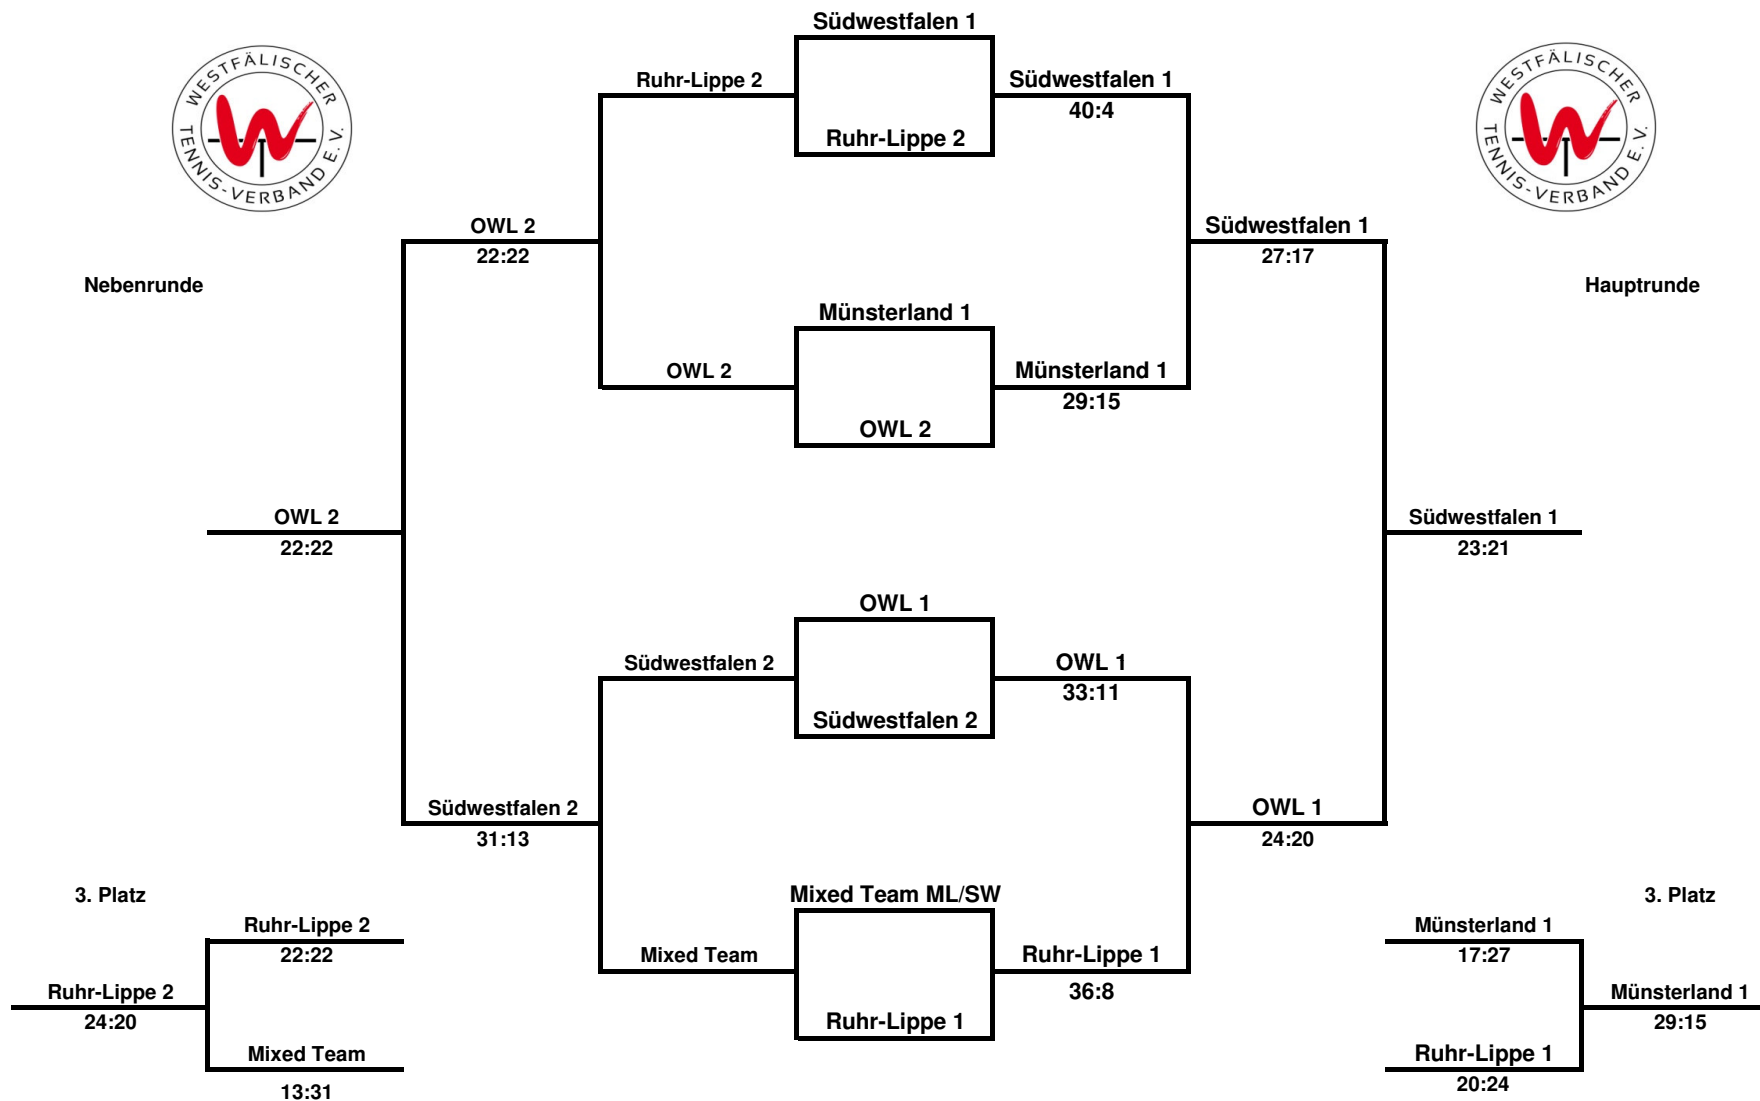 Südwestfalen 1
WESTFÄLISCHER
TENNIS-VERBAND E. V.
WESTFÄLISCHER
TENNIS-VERBAND E. V.
Ruhr-Lippe 2
Südwestfalen 1
40:4
Ruhr-Lippe 2
OWL 2
22:22
Südwestfalen 1
27:17
Nebenrunde
Hauptrunde
Münsterland 1
OWL 2
Münsterland 1
29:15
OWL 2
OWL 2
22:22
Südwestfalen 1
23:21
OWL 1
Südwestfalen 2
OWL 1
33:11
Südwestfalen 2
Südwestfalen 2
31:13
OWL 1
24:20
3. Platz
Mixed Team ML/SW
3. Platz
Ruhr-Lippe 2
22:22
Mixed Team
Ruhr-Lippe 1
36:8
Münsterland 1
17:27
Ruhr-Lippe 2
24:20
Ruhr-Lippe 1
Münsterland 1
29:15
Mixed Team
13:31
Ruhr-Lippe 1
20:24